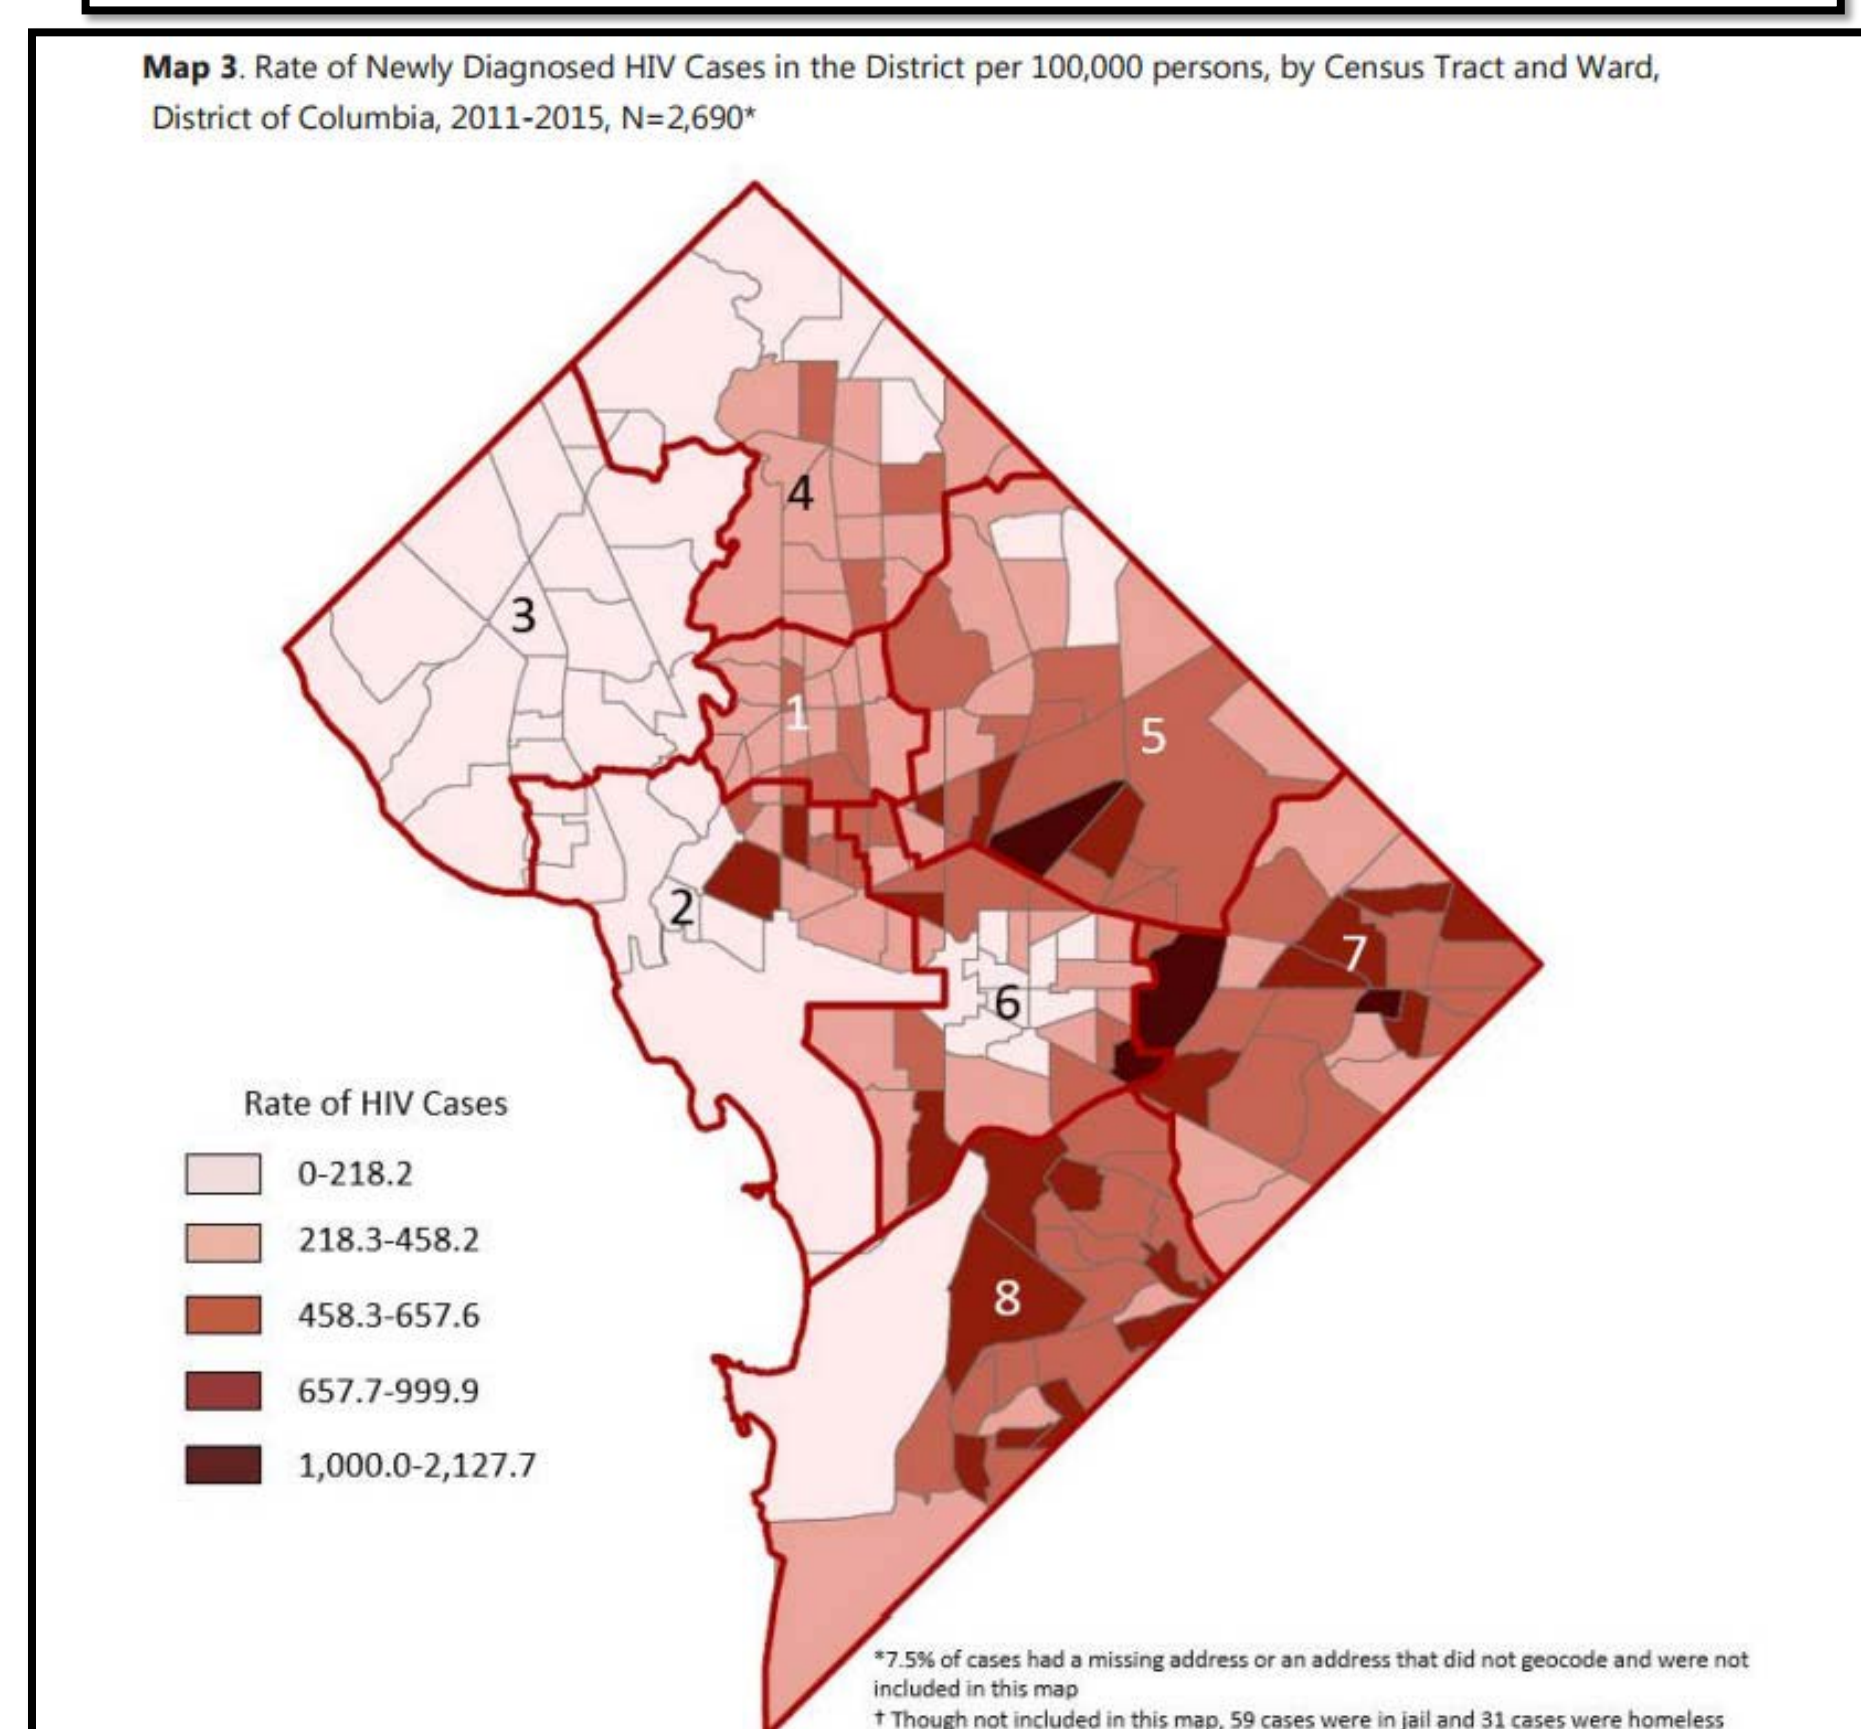 Map 3. Rate of Newly Diagnosed HIV Cases in the District per 100,000 persons, by Census Tract and Ward,
District of Columbia, 2011-2015, N=2,690*
4
3
1
5
2
7
6
8
Rate of HIV Cases
0-218.2
218.3-458.2
458.3-657.6
657.7-999.9
1,000.0-2,127.7
*7.5% of cases had a missing address or an address that did not geocode and were not
included in this map
† Though not included in this map, 59 cases were in jail and 31 cases were homeless